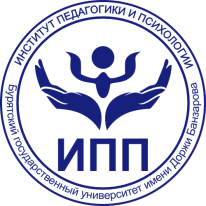 ИНСТИТУТ ПЕДАГОГИКИ И ПСИХОЛОГИИ
Бурятский государственный университет имени Доржи Банзарова
ИПП